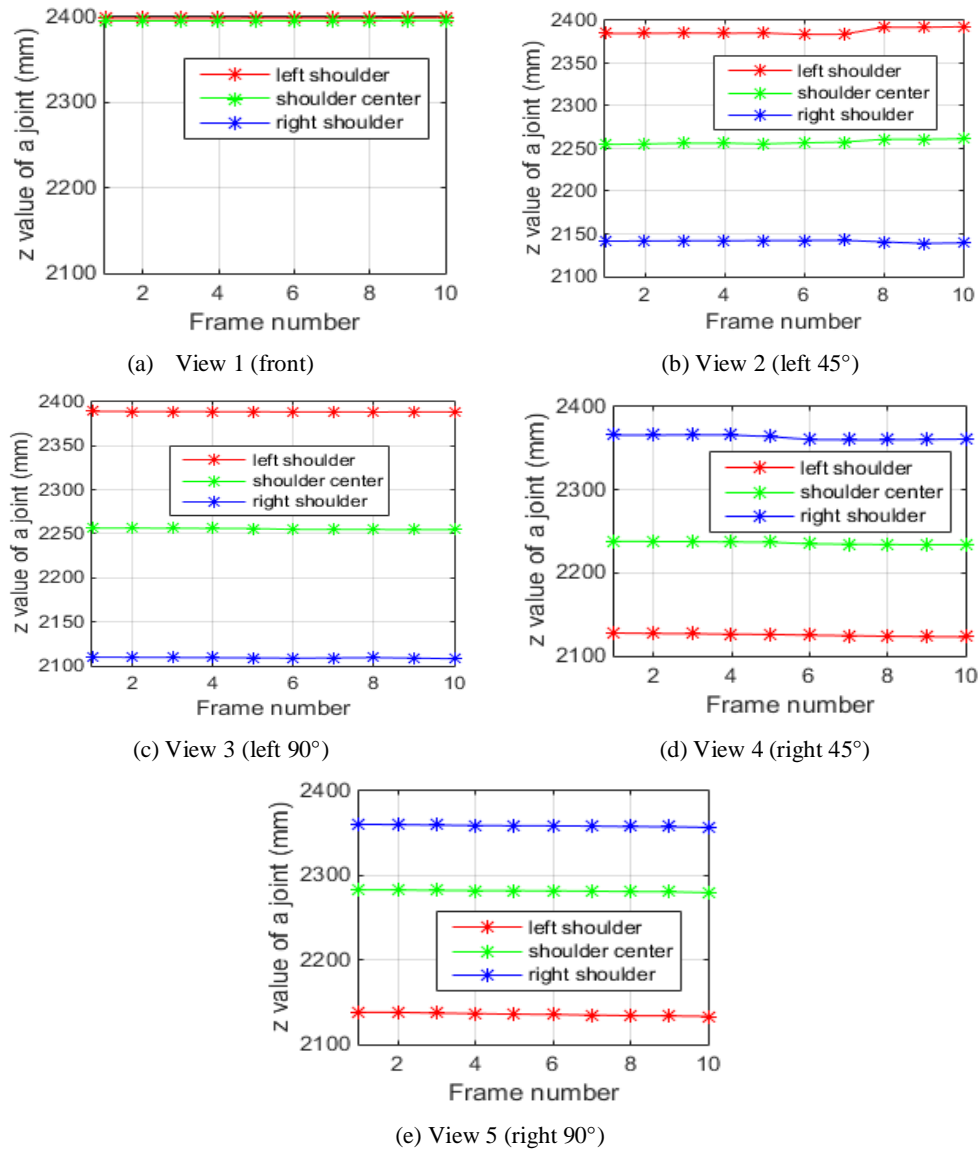 2400
2300
2200
2100
z value of a joint (mm)
left shoulder
shoulder center
right shoulder
2 4 6 8 10
Frame number
(a) View 1 (front)
2400
2350
2300
2250
2200
2150
2100
z value of a joint (mm)
left shoulder
shoulder center
right shoulder
2 4 6 8 10
Frame number
(b) View 2 (left 45°)
2400
2350
2300
2250
2200
2150
2100
z value of a joint (mm)
left shoulder
shoulder center
right shoulder
2 4 6 8 10
Frame number
(c) View 3 (left 90°)
2400
2300
2200
2100
z value of a joint (mm)
left shoulder
shoulder center
right shoulder
2 4 6 8 10
Frame number
(d) View 4 (right 45°)
2400
2300
2200
2100
z value of a joint (mm)
left shoulder
shoulder center
right shoulder
2 4 6 8 10
Frame number
(e) View 5 (right 90°)